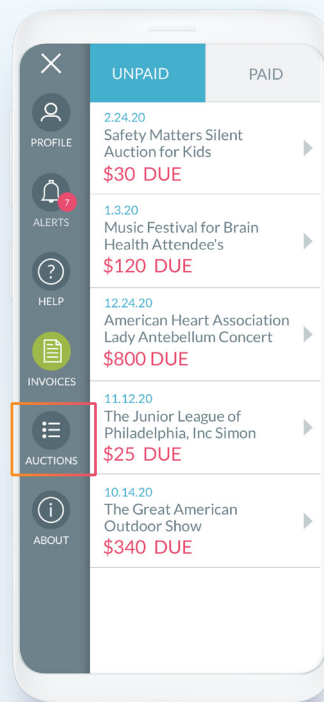 UNPAID
PAID
PROFILE
7
ALERTS
?
HELP
INVOICES
AUCTIONS
i
ABOUT
2.24.20
Safety Matters Silent
Auction for Kids
$30 DUE
1.3.20
Music Festival for Brain
Health Attendee's
$120 DUE
12.24.20
American Heart Association
Lady Antebellum Concert
$800 DUE
11.12.20
The Junior League of
Philadelphia, Inc Simon
$25 DUE
10.14.20
The Great American
Outdoor Show
$340 DUE